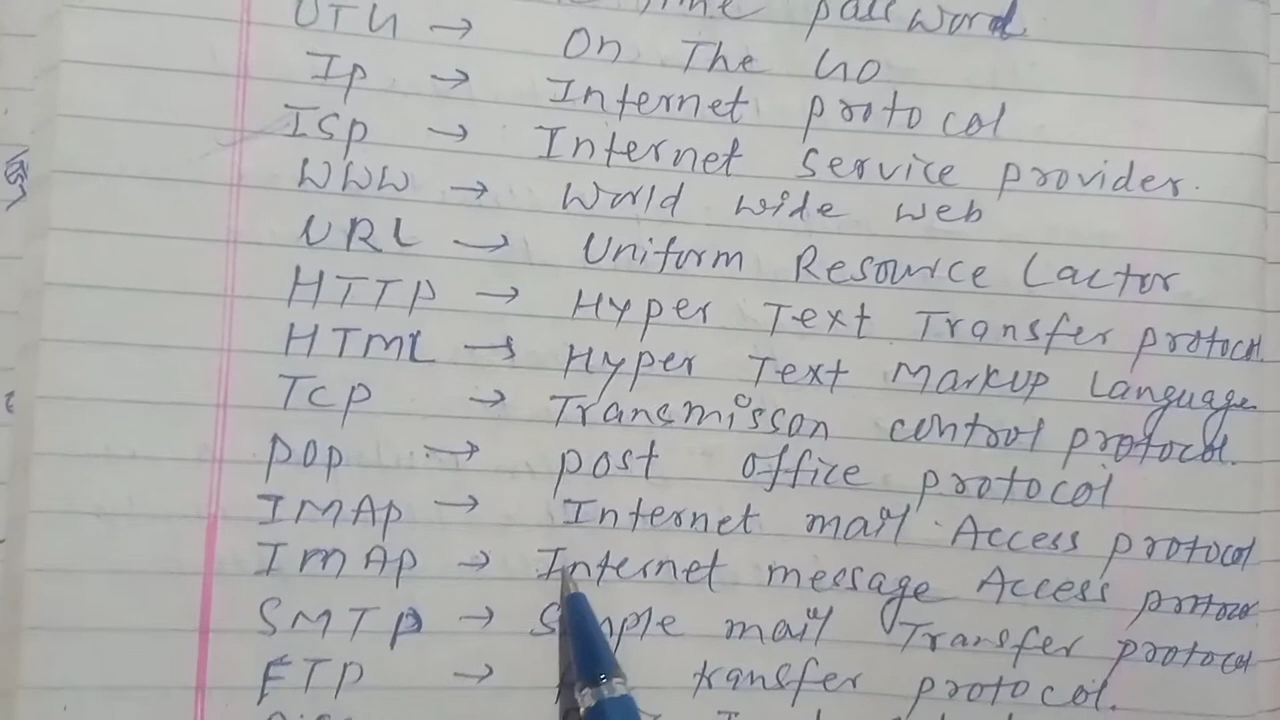 password
OTG → On The Go
Ip → Internet protocol
ISp → Internet service provider.
WWW → World wide web
URL → Uniform Resource Lactor
HTTP → Hyper Text Transfer protocol
HTML → Hyper Text Markup Language
TCP → Transmisson control protocol.
POP → post office protocol
IMAp → Internet mail Access protocol
ImAp → Internet message Access protocol
SMTP → Simple mail Transfer protocol
FTP → transfer protocol.